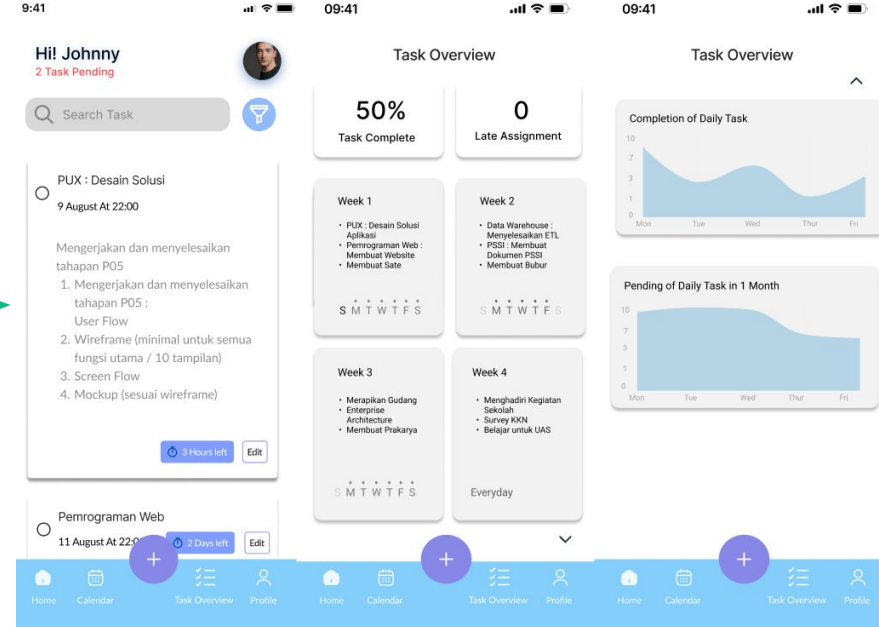 9:41
Hi! Johnny
2 Task Pending
Search Task
PUX : Desain Solusi
9 August At 22:00
Mengerjakan dan menyelesaikan
tahapan P05
1. Mengerjakan dan menyelesaikan
tahapan P05 :
User Flow
2. Wireframe (minimal untuk semua
fungsi utama / 10 tampilan)
3. Screen Flow
4. Mockup (sesuai wireframe)
3 Hours left
Edit
Pemrograman Web
11 August At 22:0
2 Days left
Edit
+
Home
Calendar
Task Overview
Profile
09:41
Task Overview
50%
Task Complete
0
Late Assignment
Week 1
• PUX : Desain Solusi
Aplikasi
• Pemrograman Web :
Membuat Website
• Membuat Sate
S M T W T F S
Week 2
• Data Warehouse :
Menyelesaikan ETL
• PSSI : Membuat
Dokumen PSSI
• Membuat Bubur
S M T W T F S
Week 3
• Merapikan Gudang
• Enterprise
Architecture
• Membuat Prakarya
S M T W T F S
Week 4
• Menghadiri Kegiatan
Sekolah
• Survey KKN
• Belajar untuk UAS
Everyday
+
Home
Calendar
Task Overview
Profile
09:41
Task Overview
Completion of Daily Task
10
7
3
1
0
Mon Tue Wed Thur Fri
Pending of Daily Task in 1 Month
10
7
3
1
0
Mon Tue Wed Thur Fri
+
Home
Calendar
Task Overview
Profile